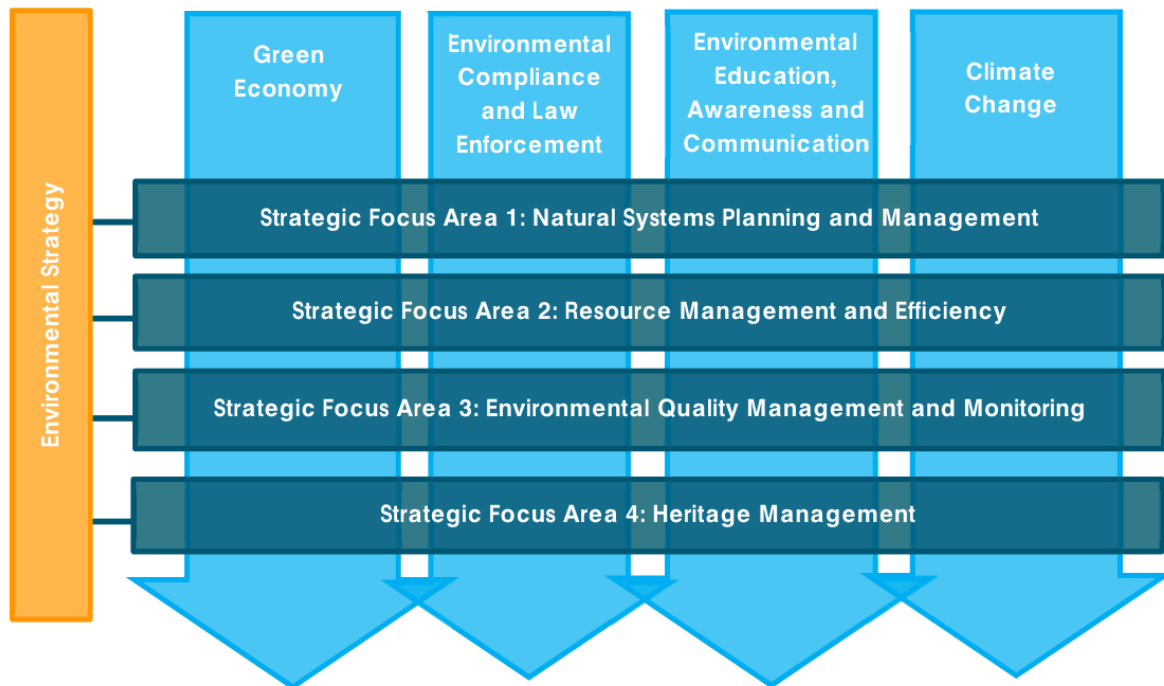 Environmental Strategy
Green
Economy
Environmental
Compliance
and Law
Enforcement
Environmental
Education,
Awareness and
Communication
Climate
Change
Strategic Focus Area 1: Natural Systems Planning and Management
Strategic Focus Area 2: Resource Management and Efficiency
Strategic Focus Area 3: Environmental Quality Management and Monitoring
Strategic Focus Area 4: Heritage Management